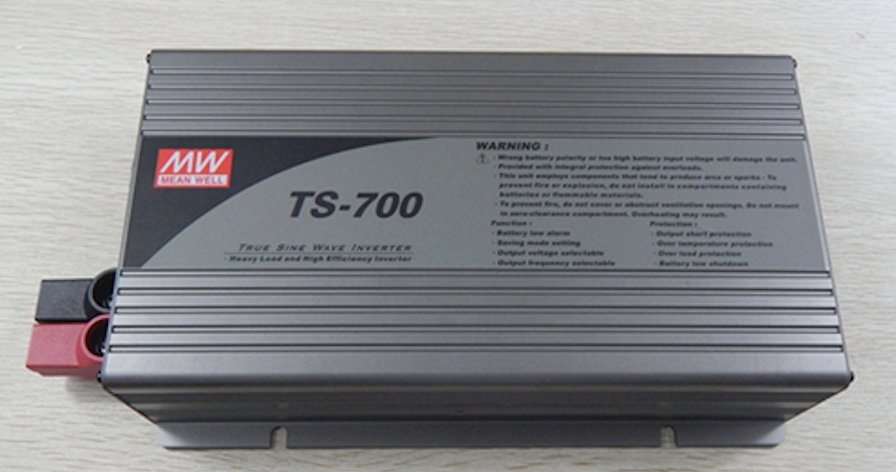 MW
MEAN WELL
TS-700
TRUE SINE WAVE INVERTER
· Heavy Load and High Efficiency Inverter
WARNING :
· Wrong battery polarity or too high battery input voltage will damage the unit.
· Provided with integral protection against overloads.
· This unit employs components that tend to produce arcs or sparks - To
prevent fire or explosion, do not install in compartments containing
batteries or flammable materials.
· To prevent fire, do not cover or obstruct ventilation openings. Do not mount
in zero-clearance compartment. Overheating may result.
Function :
· Battery low alarm
· Saving mode setting
· Output voltage selectable
· Output frequency selectable
Protection :
· Output short protection
· Over temperature protection
· Over load protection
· Battery low shutdown